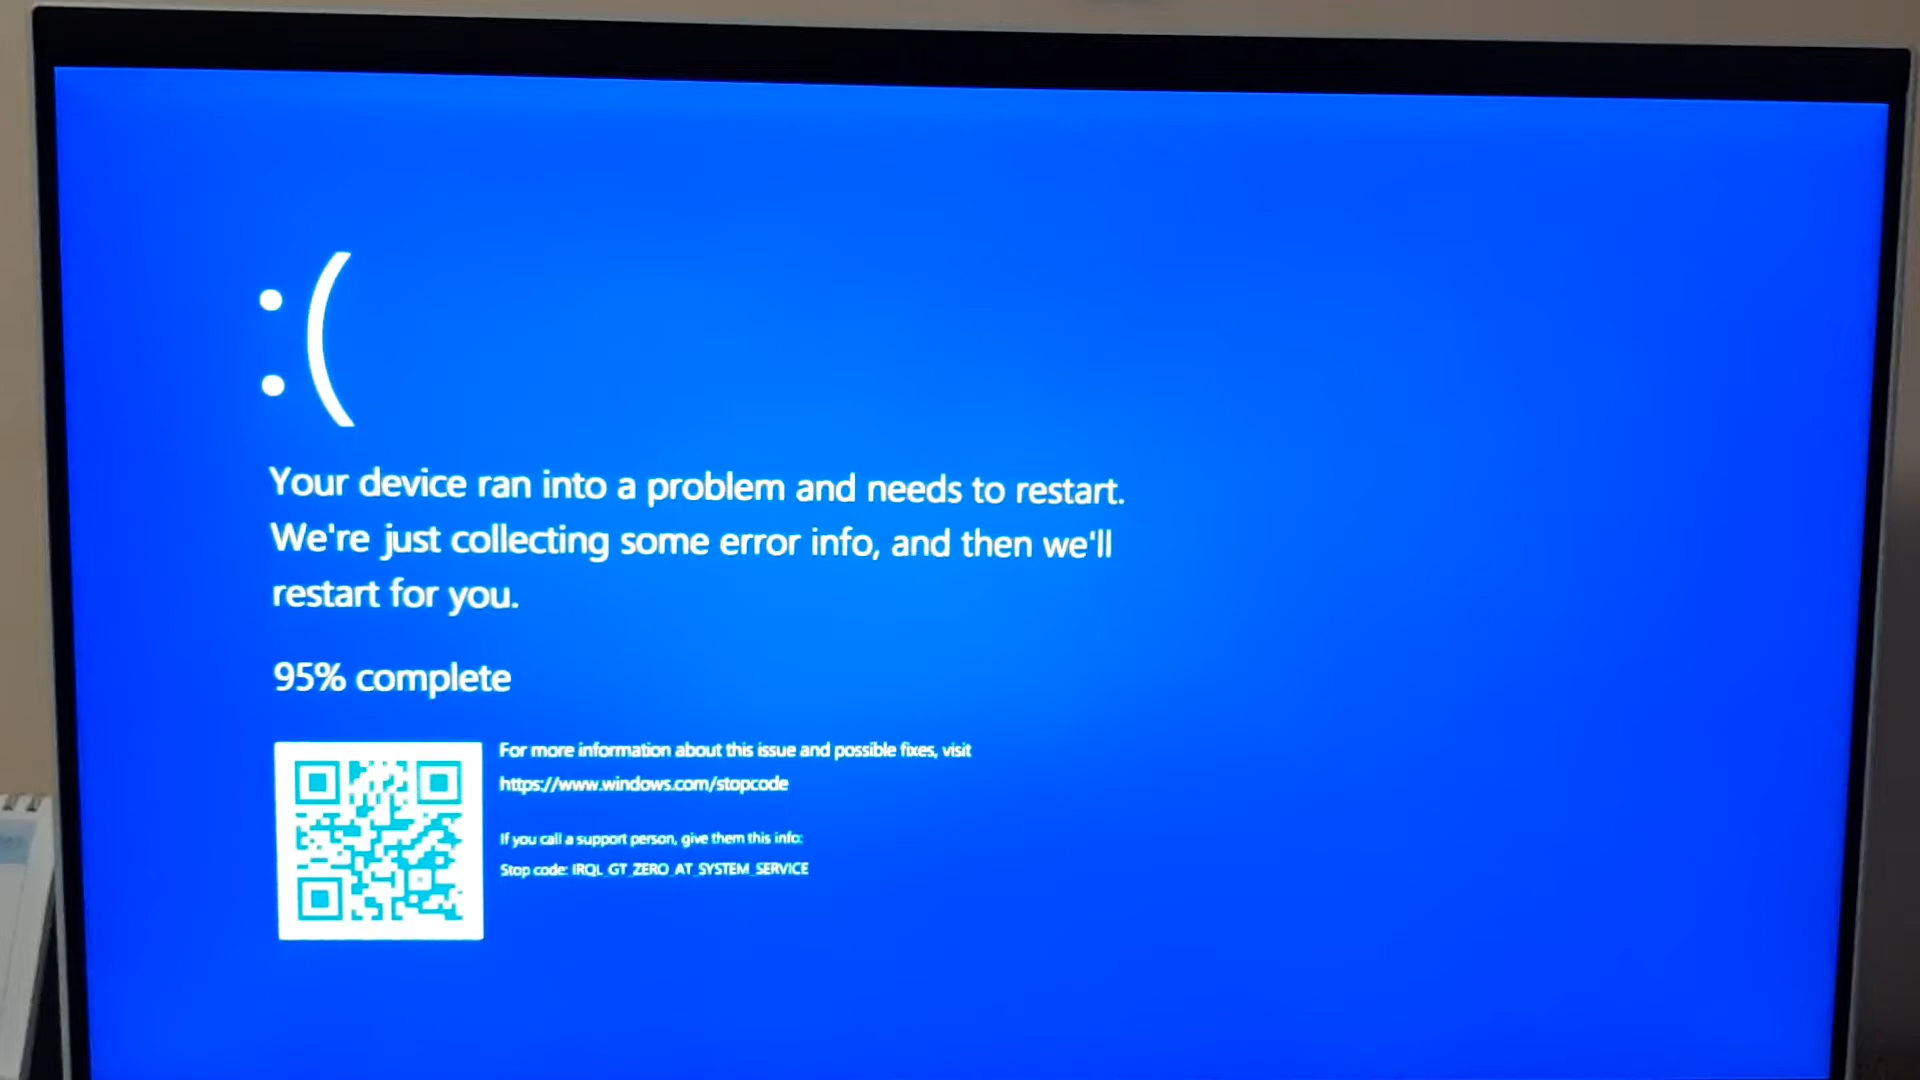 :(
Your device ran into a problem and needs to restart.
We're just collecting some error info, and then we'll
restart for you.
95% complete
For more information about this issue and possible fixes, visit
https://www.windows.com/stopcode
If you call a support person, give them this info:
Stop code: IRQL_GT_ZERO_AT_SYSTEM_SERVICE